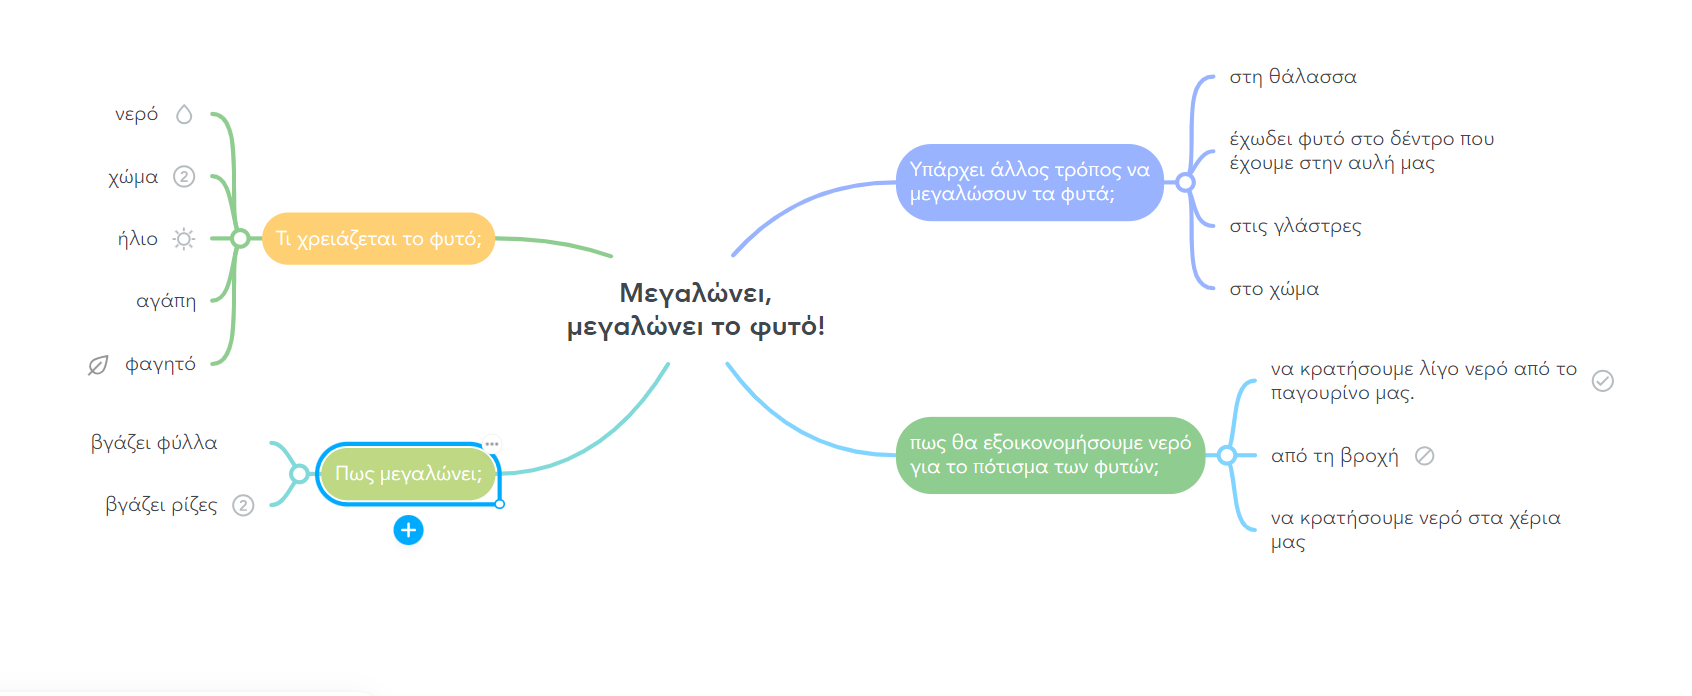 Μεγαλώνει,
μεγαλώνει το φυτό!
Τι χρειάζεται το φυτό;
νερό
χώμα 2
ήλιο
αγάπη
φαγητό
Πως μεγαλώνει;
βγάζει φύλλα
βγάζει ρίζες 2
Υπάρχει άλλος τρόπος να
μεγαλώσουν τα φυτά;
στη θάλασσα
έχωδει φυτό στο δέντρο που
έχουμε στην αυλή μας
στις γλάστρες
στο χώμα
πως θα εξοικονομήσουμε νερό
για το πότισμα των φυτών;
να κρατήσουμε λίγο νερό από το
παγουρίνο μας.
από τη βροχή
να κρατήσουμε νερό στα χέρια
μας